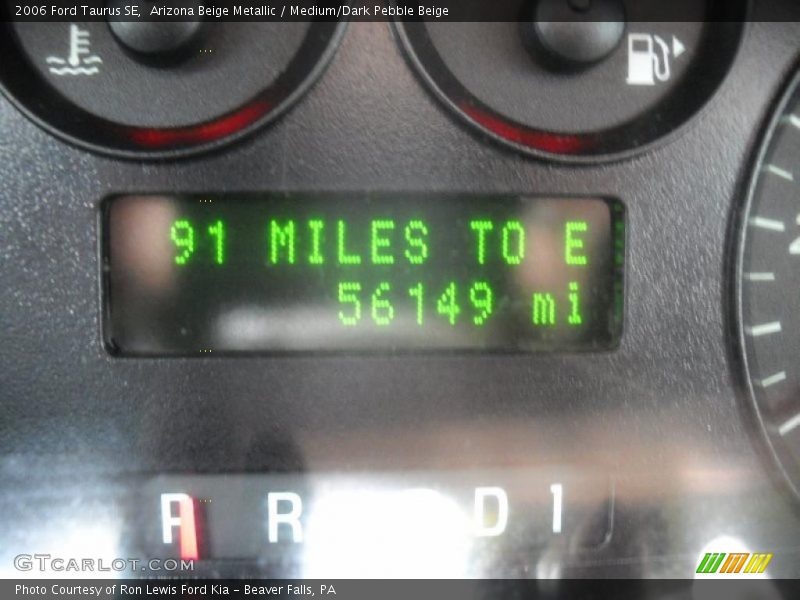 2006 Ford Taurus SE, Arizona Beige Metallic / Medium/Dark Pebble Beige
91 MILES TO E
56149 mi
P R D 1
GTCARLOT.COM
Photo Courtesy of Ron Lewis Ford Kia - Beaver Falls, PA